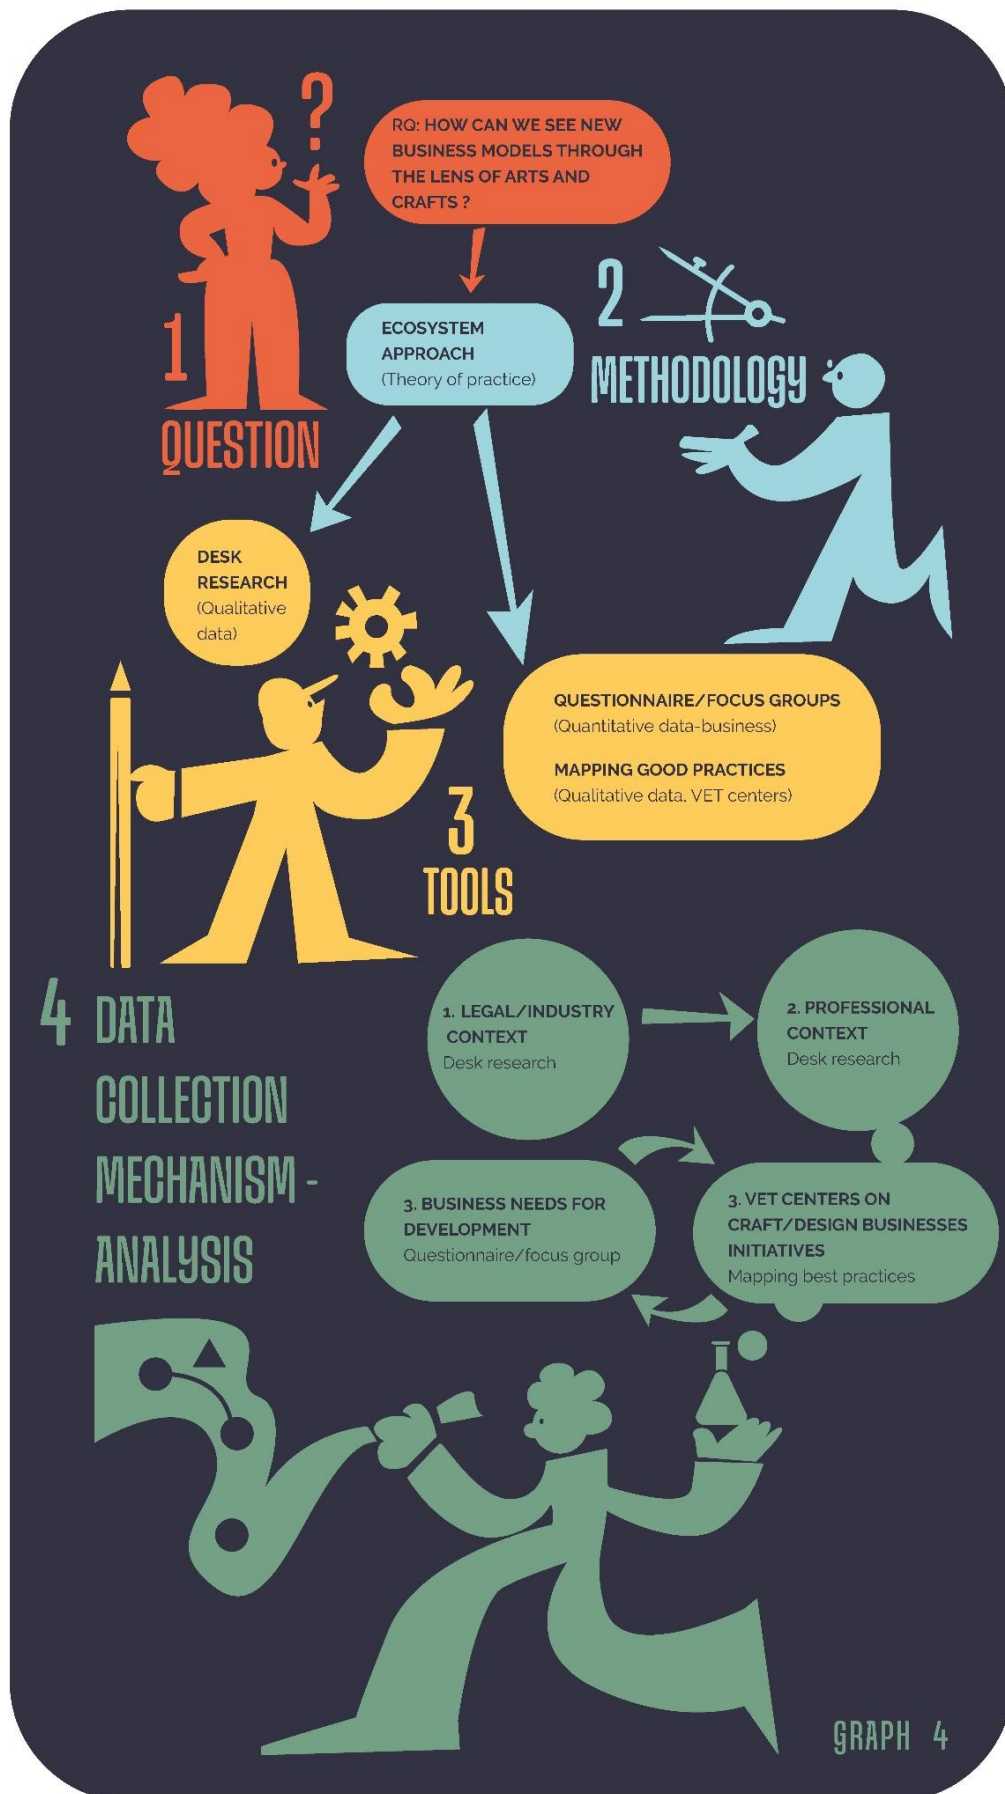 ?
RQ: HOW CAN WE SEE NEW
BUSINESS MODELS THROUGH
THE LENS OF ARTS AND
CRAFTS ?
1
QUESTION
2
METHODOLOGY
ECOSYSTEM
APPROACH
(Theory of practice)
DESK
RESEARCH
(Qualitative
data)
QUESTIONNAIRE/FOCUS GROUPS
(Quantitative data-business)
MAPPING GOOD PRACTICES
(Qualitative data, VET centers)
3
TOOLS
4 DATA
COLLECTION
MECHANISM -
ANALYSIS
1. LEGAL/INDUSTRY
CONTEXT
Desk research
2. PROFESSIONAL
CONTEXT
Desk research
3. BUSINESS NEEDS FOR
DEVELOPMENT
Questionnaire/focus group
3. VET CENTERS ON
CRAFT/DESIGN BUSINESSES
INITIATIVES
Mapping best practices
GRAPH 4